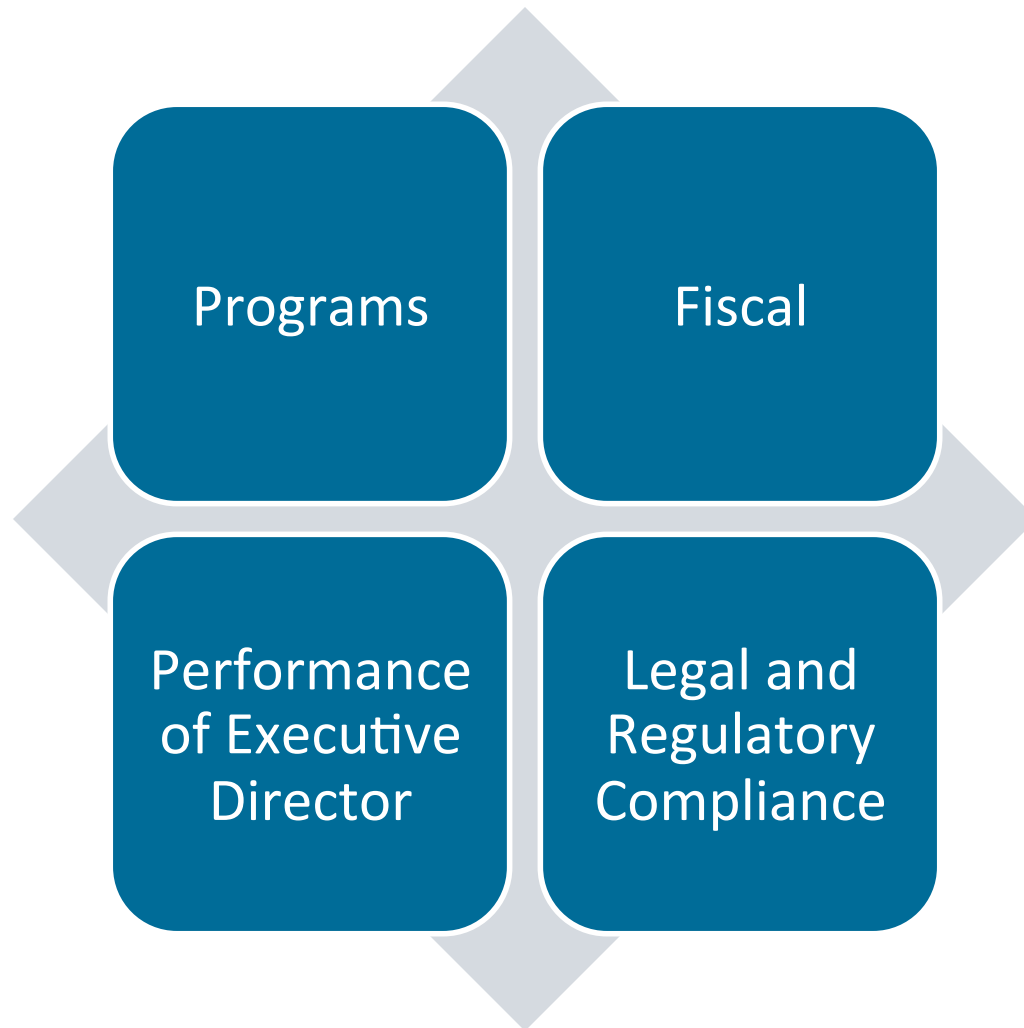 Programs
Fiscal
Performance
of Executive
Director
Legal and
Regulatory
Compliance